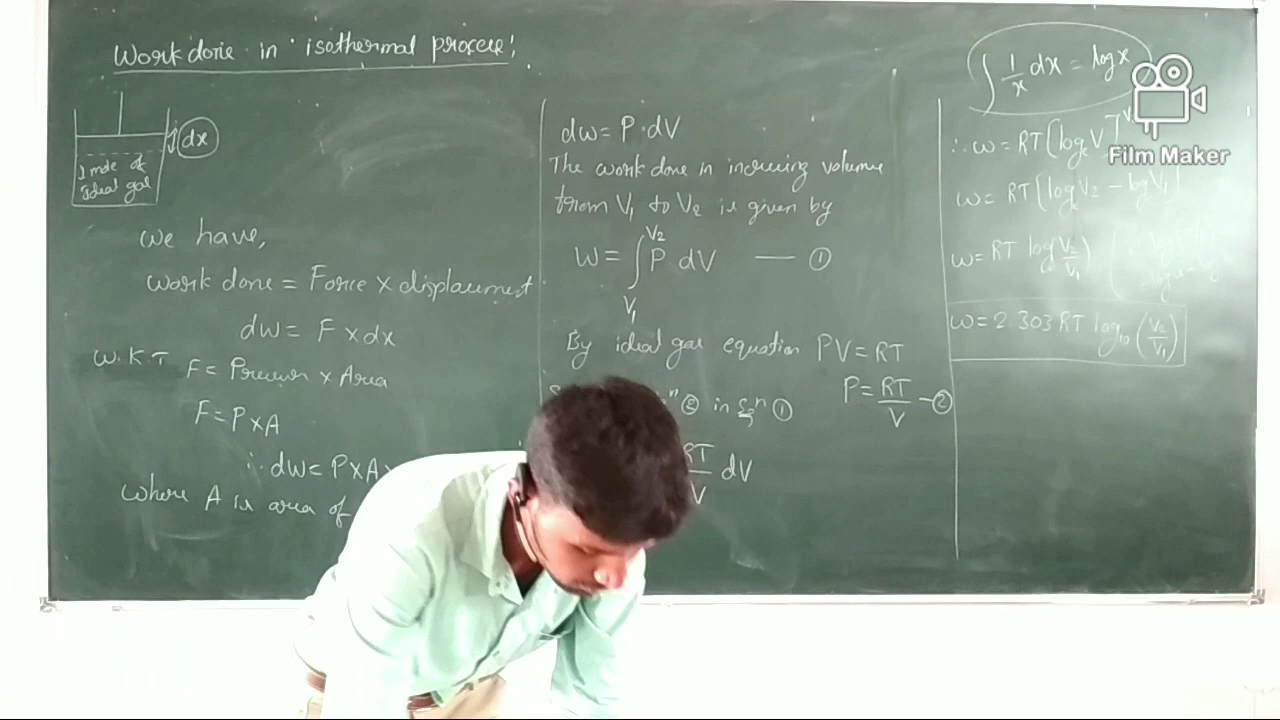 Work done in isothermal process!
dx
1 mole of
ideal gas
we have,
work done = Force × displacement
dw = F × dx
W.K.T F = Pressure × Area
F = P × A
∴ dw = P × A
where A is area of
dw = P·dV
The work done in increasing volume
from V₁ to V₂ is given by
W = ∫ P dV — ①
V₂
V₁
By ideal gas equation PV = RT
P = RT/V — ②
② in Eqⁿ ①
RT/V dV
∫ 1/x dx = log x
∴ w = RT [logₑ V]
w = RT [logₑ V₂ − log V₁]
w = RT logₑ (V₂/V₁)
w = 2.303 RT log₁₀ (V₂/V₁)
Film Maker